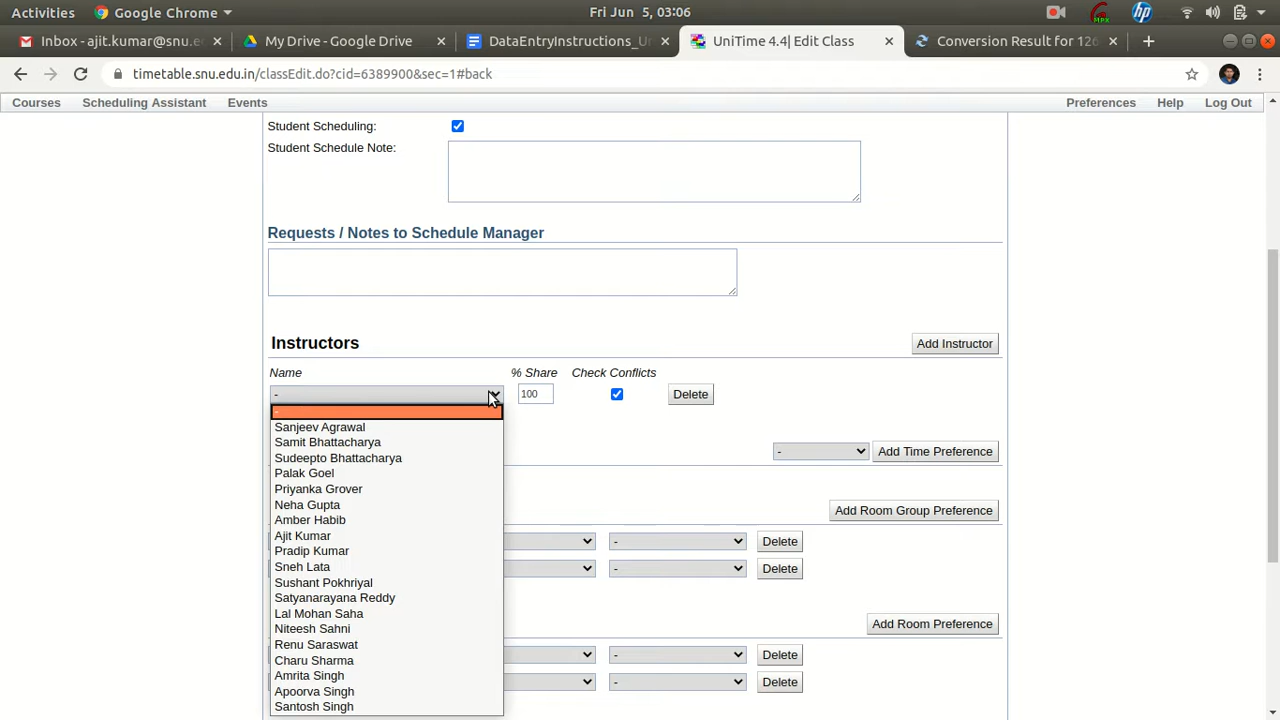 Activities Google Chrome Fri Jun 5, 03:06
Inbox - ajit.kumar@snu.e My Drive - Google Drive DataEntryInstructions_U UniTime 4.4| Edit Class Conversion Result for 126
timetable.snu.edu.in/classEdit.do?cid=6389900&sec=1#back
Courses Scheduling Assistant Events Preferences Help Log Out
Student Scheduling:
Student Schedule Note:
Requests / Notes to Schedule Manager
Instructors Add Instructor
Name % Share Check Conflicts
- 100 Delete
-
Sanjeev Agrawal
Samit Bhattacharya
- Add Time Preference
Sudeepto Bhattacharya
Palak Goel
Priyanka Grover
Neha Gupta
Add Room Group Preference
Amber Habib
Ajit Kumar
- Delete
Pradip Kumar
Sneh Lata
- Delete
Sushant Pokhriyal
Satyanarayana Reddy
Lal Mohan Saha
Add Room Preference
Niteesh Sahni
Renu Saraswat
- Delete
Charu Sharma
Amrita Singh
- Delete
Apoorva Singh
Santosh Singh